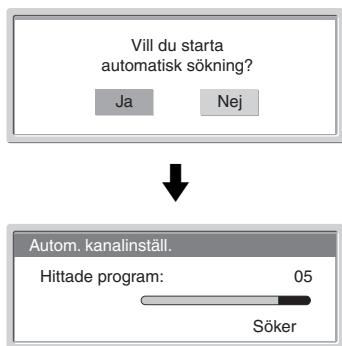 Vill du starta
automatisk sökning?
Ja Nej
Autom. kanalinställ.
Hittade program: 05
Söker